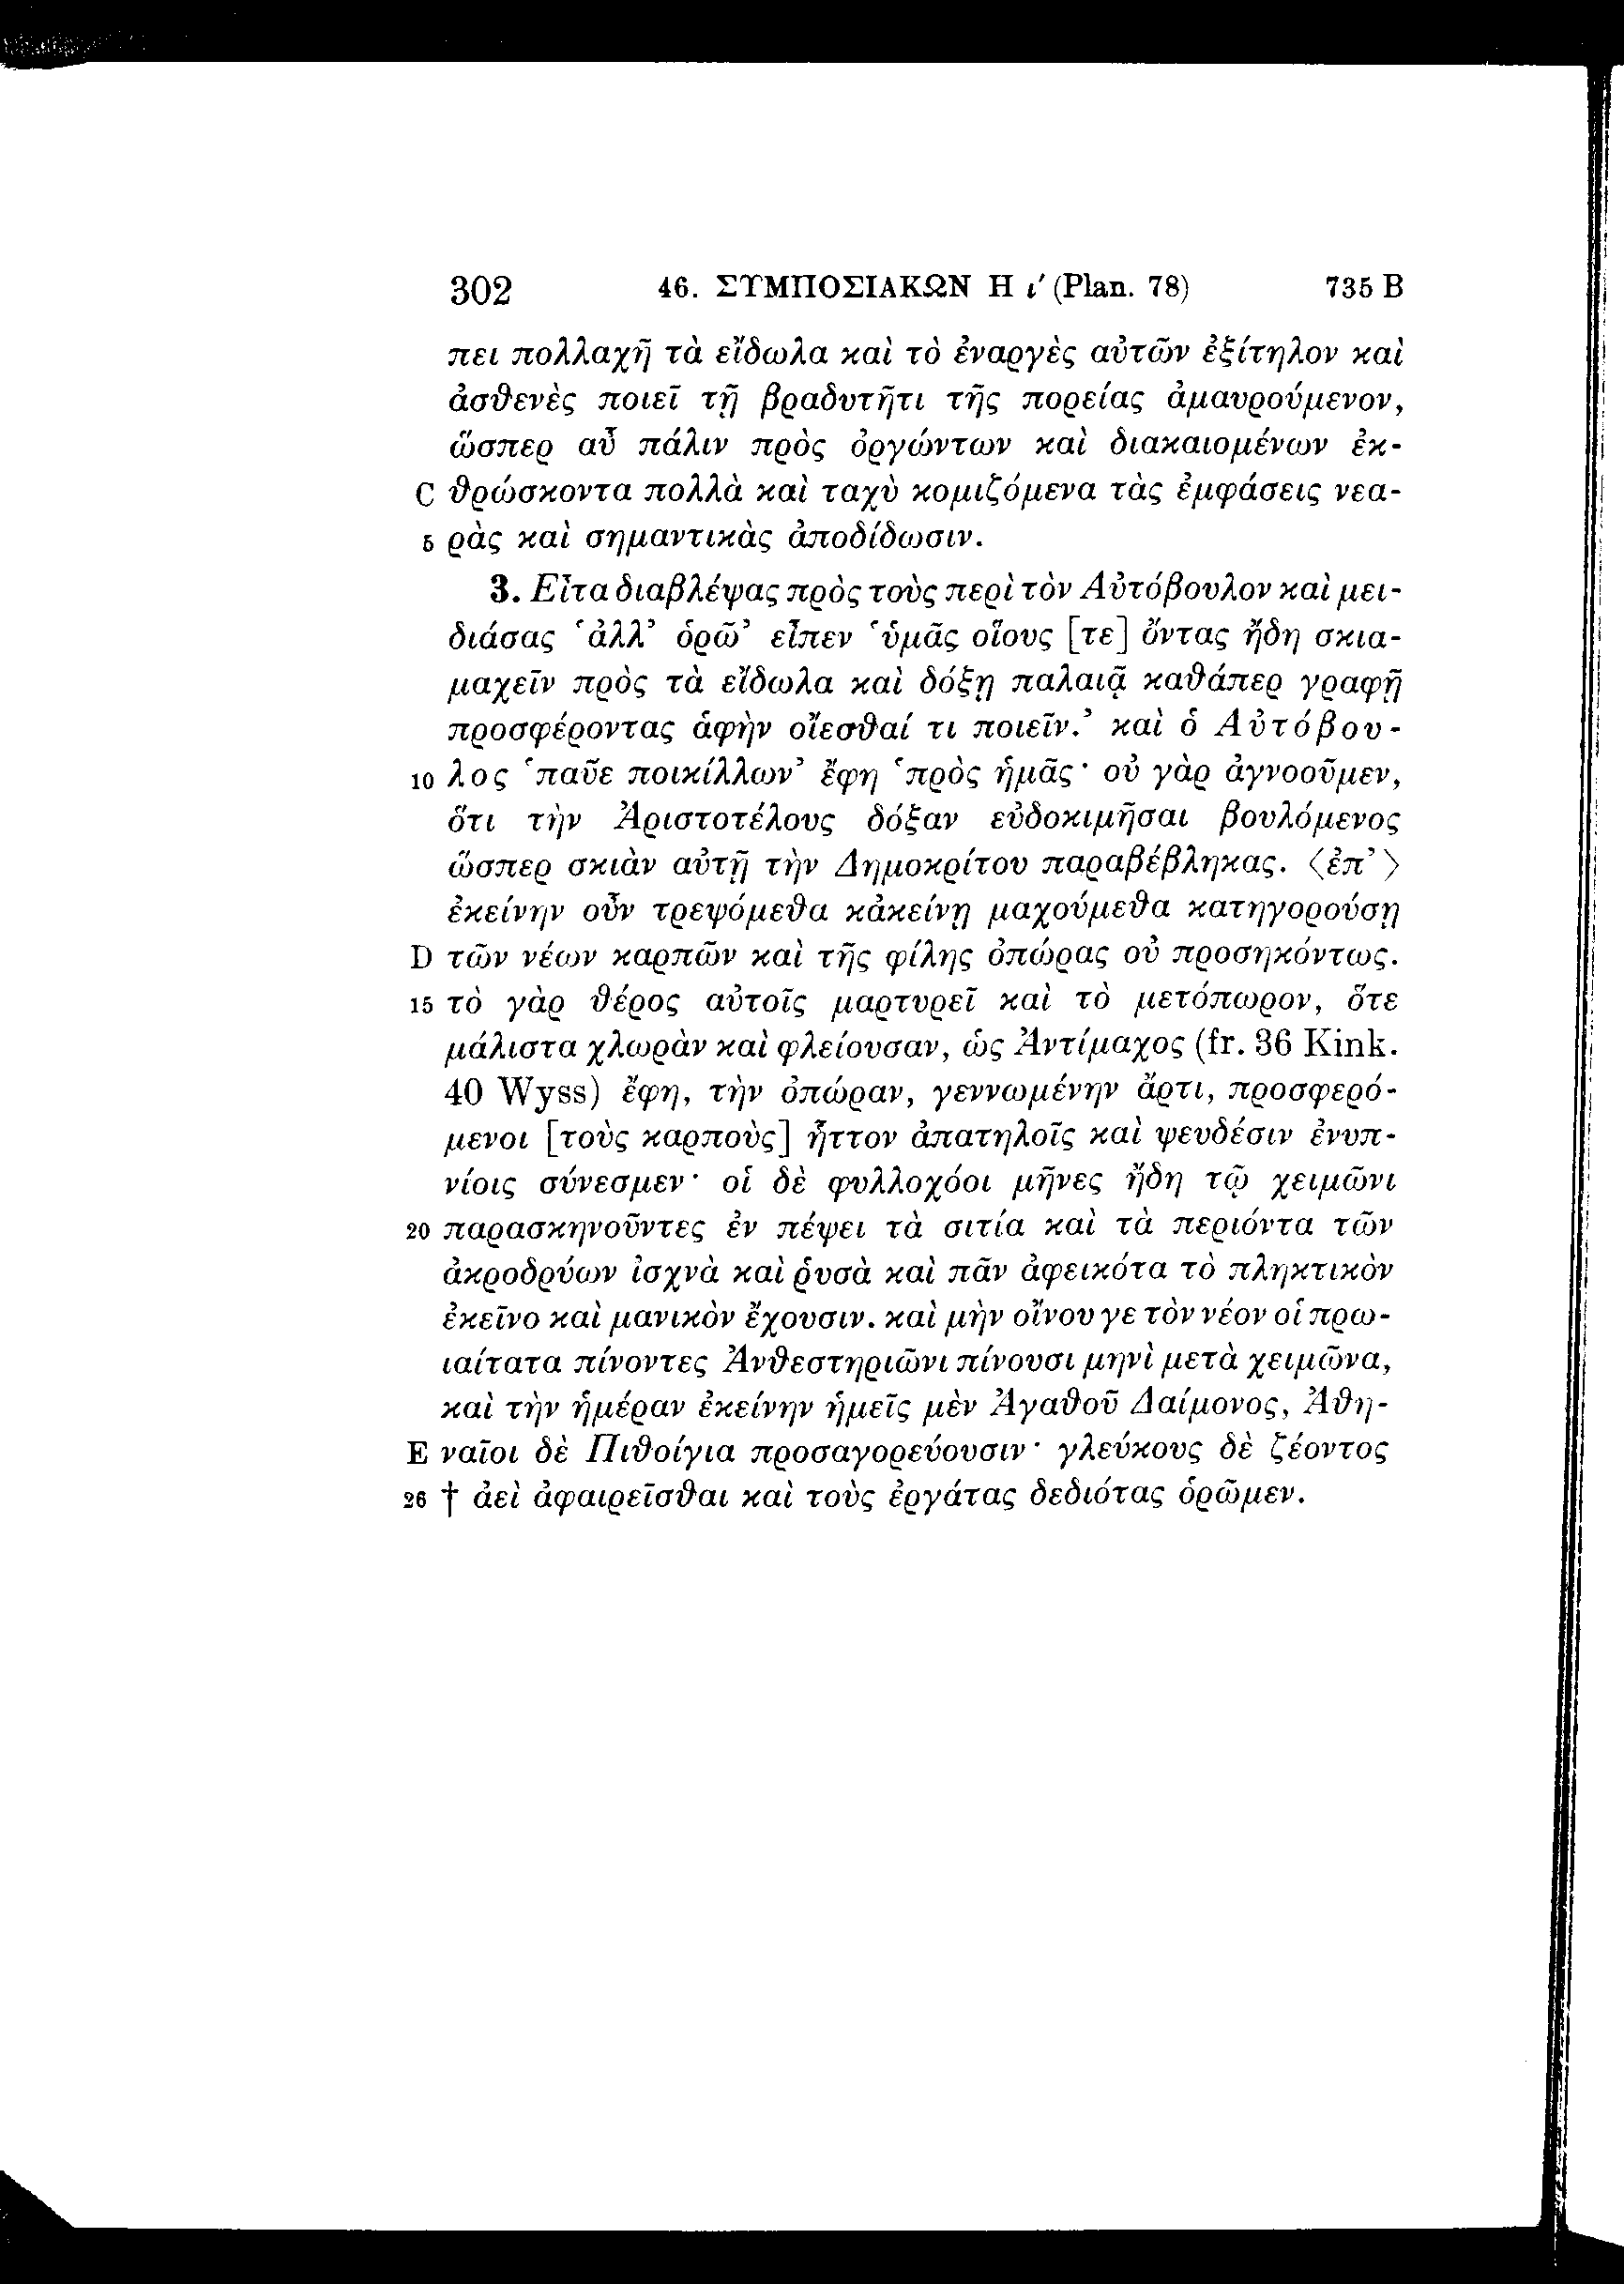 302 46. ΣΥΜΠΟΣΙΑΚΩΝ Η ι′ (Plan. 78) 735 B
πει πολλαχῆ τὰ εἴδωλα καὶ τὸ ἐναργὲς αὐτῶν ἐξίτηλον καὶ
ἀσθενὲς ποιεῖ τῇ βραδυτῆτι τῆς πορείας ἀμαυρούμενον,
ὥσπερ αὖ πάλιν πρὸς ὀργώντων καὶ διακαιομένων ἐκ-
C θρώσκοντα πολλὰ καὶ ταχὺ κομιζόμενα τὰς ἐμφάσεις νεα-
5 ρὰς καὶ σημαντικὰς ἀποδίδωσιν.
3. Εἶτα διαβλέψας πρὸς τοὺς περὶ τὸν Αὐτόβουλον καὶ μει-
διάσας ‘ἀλλ’ ὁρῶ’ εἶπεν ‘ὑμᾶς οἵους [τε] ὄντας ἤδη σκια-
μαχεῖν πρὸς τὰ εἴδωλα καὶ δόξῃ παλαιᾷ καθάπερ γραφῇ
προσφέροντας ἁφὴν οἴεσθαί τι ποιεῖν.’ καὶ ὁ Αὐτόβου-
10 λος ‘παῦε ποικίλλων’ ἔφη ‘πρὸς ἡμᾶς· οὐ γὰρ ἀγνοοῦμεν,
ὅτι τὴν Ἀριστοτέλους δόξαν εὐδοκιμῆσαι βουλόμενος
ὥσπερ σκιὰν αὐτῇ τὴν Δημοκρίτου παραβέβληκας. ⟨ἐπ’⟩
ἐκείνην οὖν τρεψόμεθα κἀκείνῃ μαχούμεθα κατηγορούσῃ
D τῶν νέων καρπῶν καὶ τῆς φίλης ὀπώρας οὐ προσηκόντως.
15 τὸ γὰρ θέρος αὐτοῖς μαρτυρεῖ καὶ τὸ μετόπωρον, ὅτε
μάλιστα χλωρὰν καὶ φλείουσαν, ὡς Ἀντίμαχος (fr. 36 Kink.
40 Wyss) ἔφη, τὴν ὀπώραν, γεννωμένην ἄρτι, προσφερό-
μενοι [τοὺς καρποὺς] ἧττον ἀπατηλοῖς καὶ ψευδέσιν ἐνυπ-
νίοις σύνεσμεν· οἱ δὲ φυλλοχόοι μῆνες ἤδη τῷ χειμῶνι
20 παρασκηνοῦντες ἐν πέψει τὰ σιτία καὶ τὰ περιόντα τῶν
ἀκροδρύων ἰσχνὰ καὶ ῥυσὰ καὶ πᾶν ἀφεικότα τὸ πληκτικὸν
ἐκεῖνο καὶ μανικὸν ἔχουσιν. καὶ μὴν οἴνου γε τὸν νέον οἱ πρω-
ιαίτατα πίνοντες Ἀνθεστηριῶνι πίνουσι μηνὶ μετὰ χειμῶνα,
καὶ τὴν ἡμέραν ἐκείνην ἡμεῖς μὲν Ἀγαθοῦ Δαίμονος, Ἀθη-
E ναῖοι δὲ Πιθοίγια προσαγορεύουσιν· γλεύκους δὲ ζέοντος
26 † ἀεὶ ἀφαιρεῖσθαι καὶ τοὺς ἐργάτας δεδιότας ὁρῶμεν.